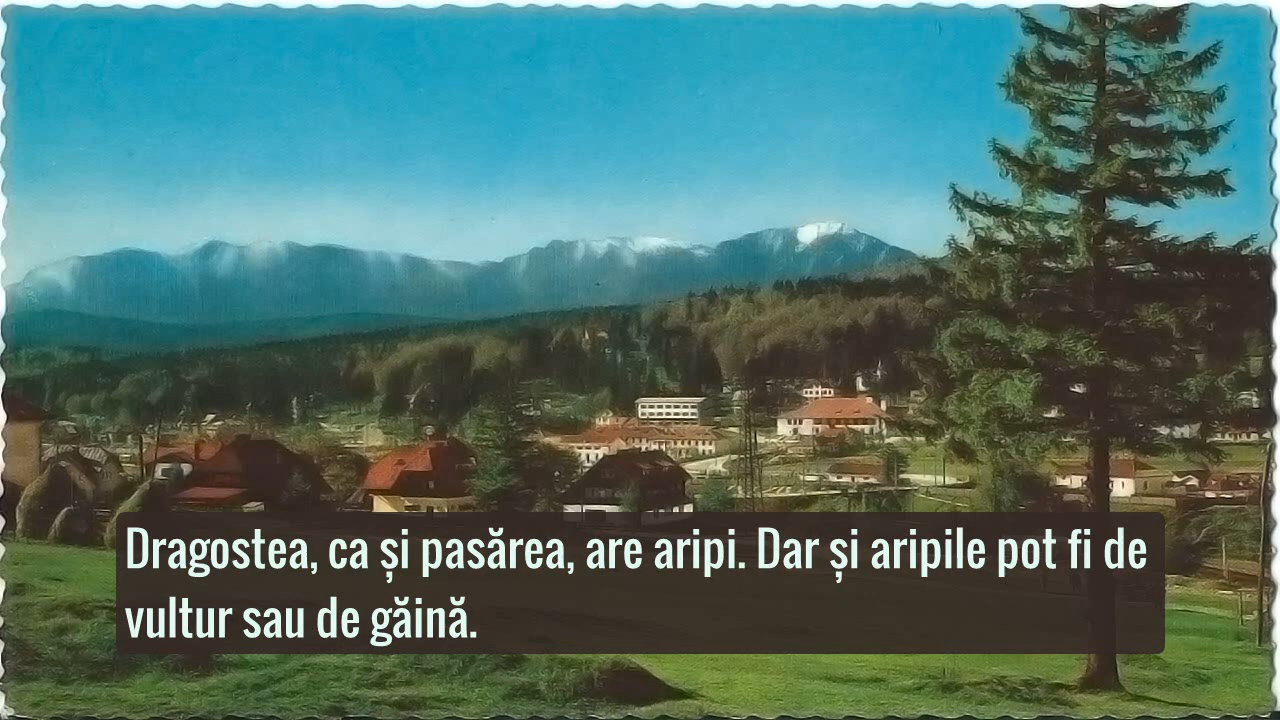 Dragostea, ca și pasărea, are aripi. Dar și aripile pot fi de
vultur sau de găină.